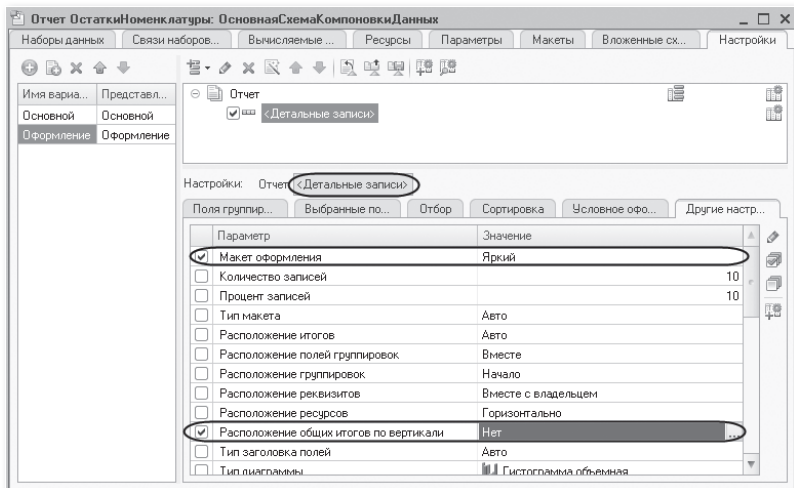 Отчет ОстаткиНоменклатуры: ОсновнаяСхемаКомпоновкиДанных
Наборы данных Связи наборов... Вычисляемые ... Ресурсы Параметры Макеты Вложенные сх... Настройки
Имя вариа... Представл...
Основной Основной
Оформление Оформление
Отчет
<Детальные записи>
Настройки: Отчет <Детальные записи>
Поля группир... Выбранные по... Отбор Сортировка Условное офо... Другие настр...
Параметр Значение
Макет оформления Яркий
Количество записей 10
Процент записей 10
Тип макета Авто
Расположение итогов Авто
Расположение полей группировок Вместе
Расположение группировок Начало
Расположение реквизитов Вместе с владельцем
Расположение ресурсов Горизонтально
Расположение общих итогов по вертикали Нет ...
Тип заголовка полей Авто
Тип диаграммы Гистограмма объемная